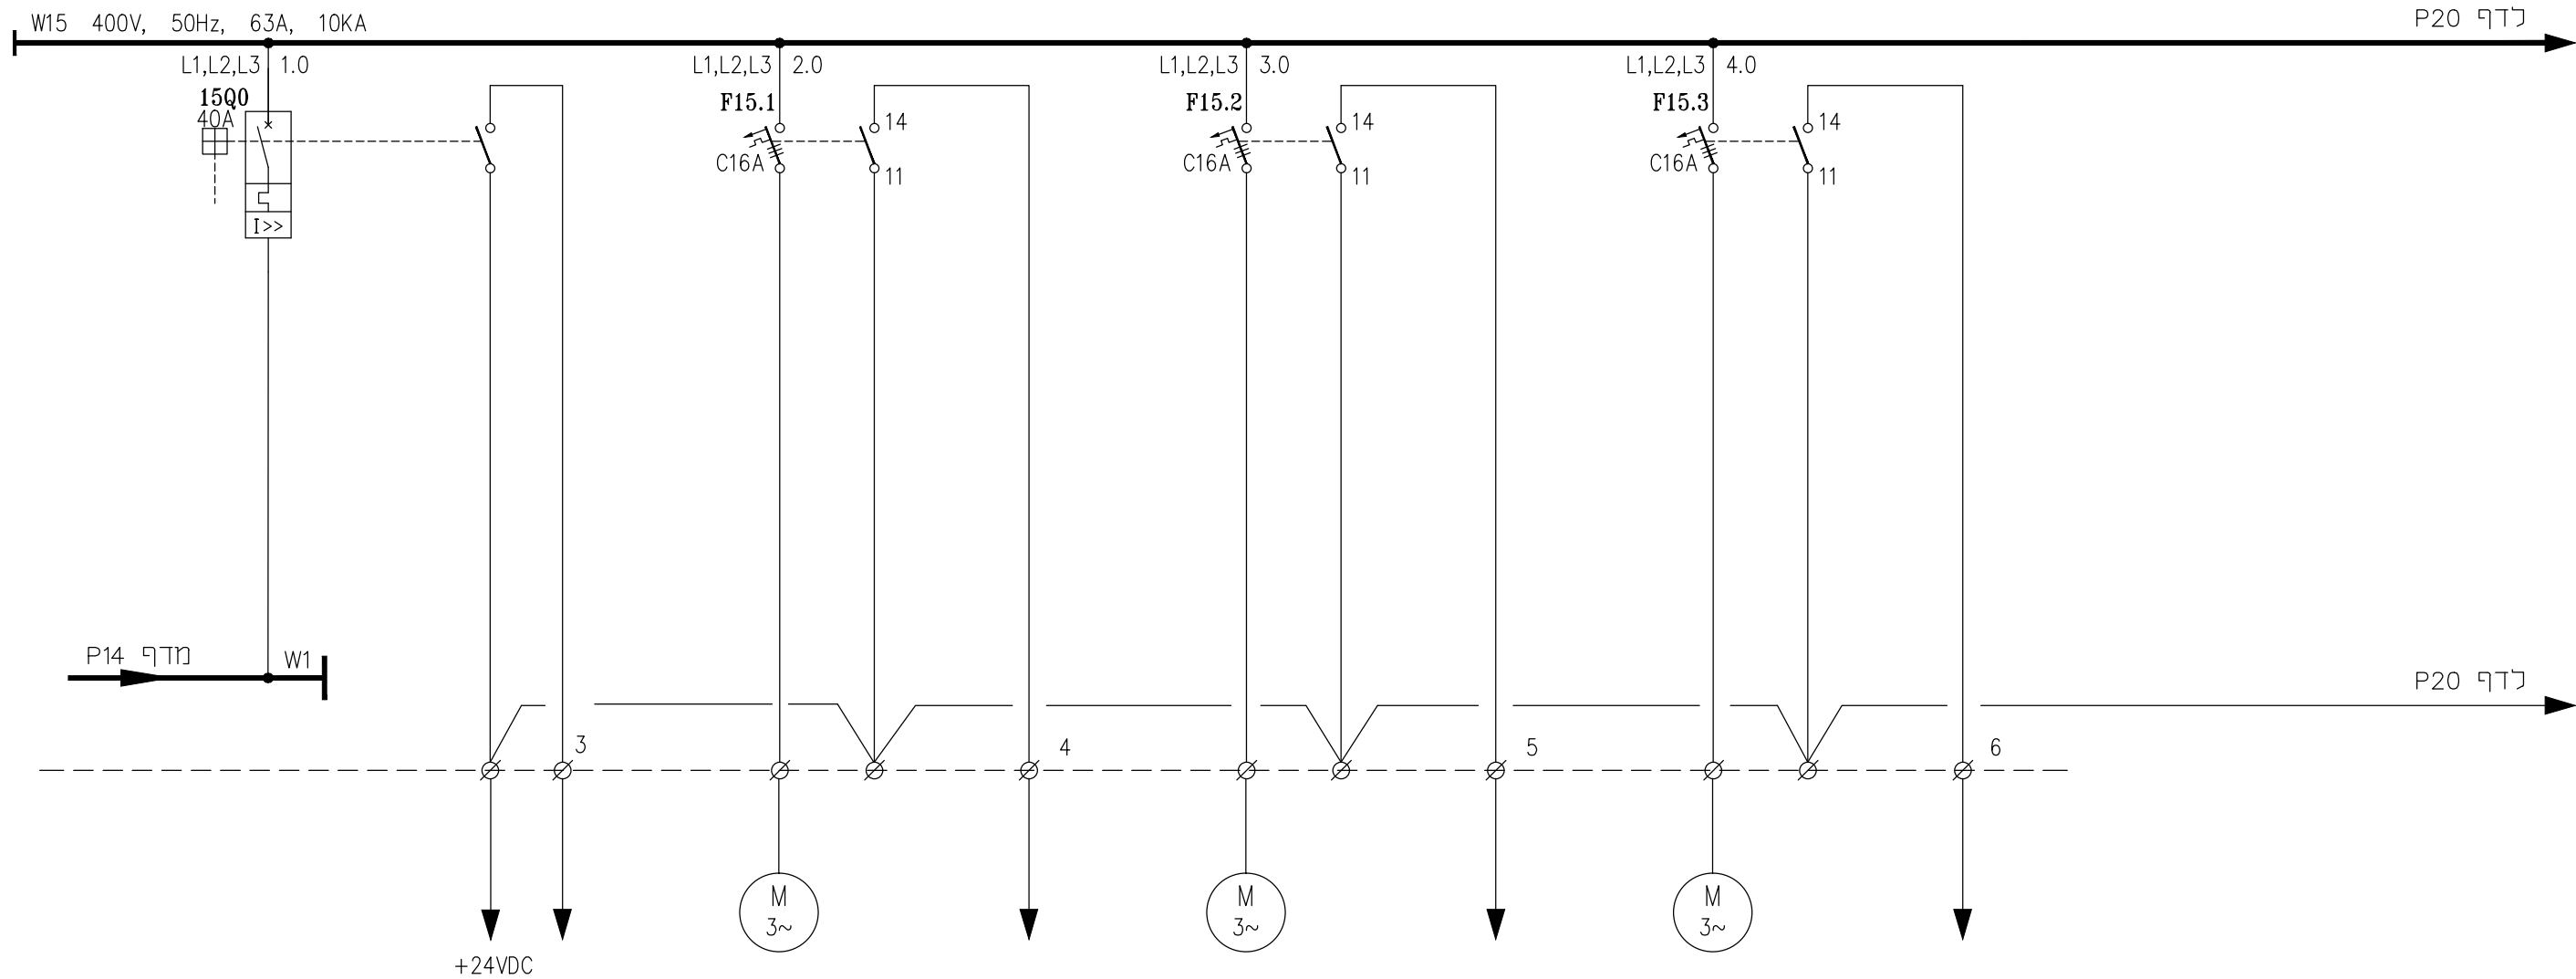 W15 400V, 50Hz, 63A, 10KA
לדף P20
L1,L2,L3 1.0
L1,L2,L3 2.0
L1,L2,L3 3.0
L1,L2,L3 4.0
15Q0
40A
I>>
F15.1
C16A
14
11
F15.2
C16A
14
11
F15.3
C16A
14
11
מדף P14
W1
לדף P20
3
4
5
6
M
3~
M
3~
M
3~
+24VDC